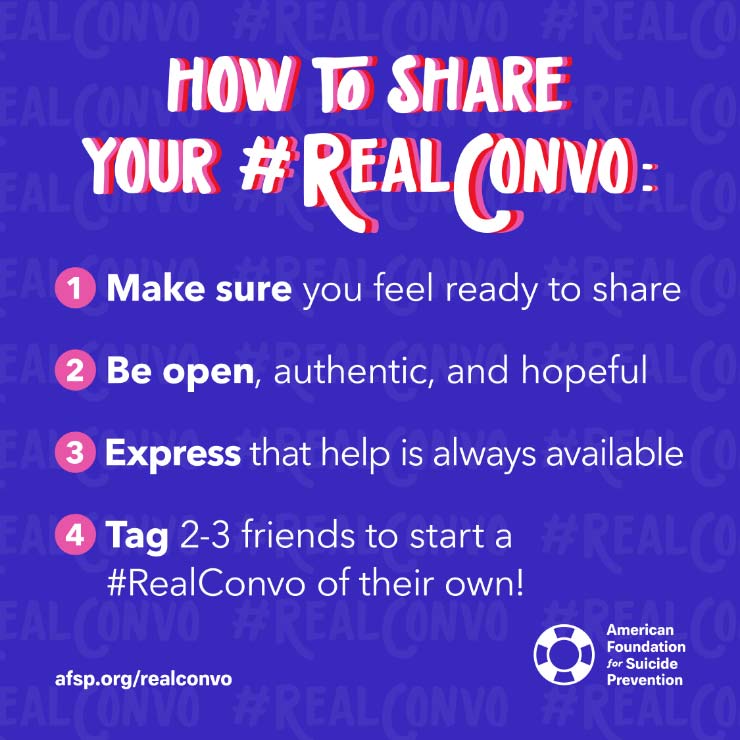 HOW TO SHARE
YOUR #REALCONVO:
1 Make sure you feel ready to share
2 Be open, authentic, and hopeful
3 Express that help is always available
4 Tag 2-3 friends to start a
#RealConvo of their own!
American
Foundation
for Suicide
Prevention
afsp.org/realconvo